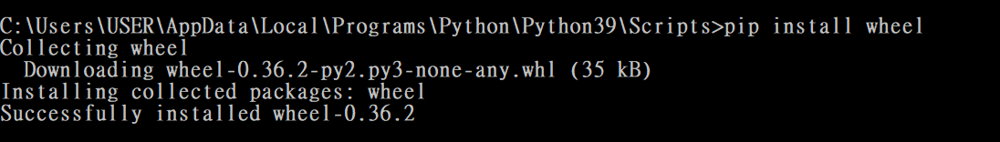 C:\Users\USER\AppData\Local\Programs\Python\Python39\Scripts>pip install wheel
Collecting wheel
  Downloading wheel-0.36.2-py2.py3-none-any.whl (35 kB)
Installing collected packages: wheel
Successfully installed wheel-0.36.2